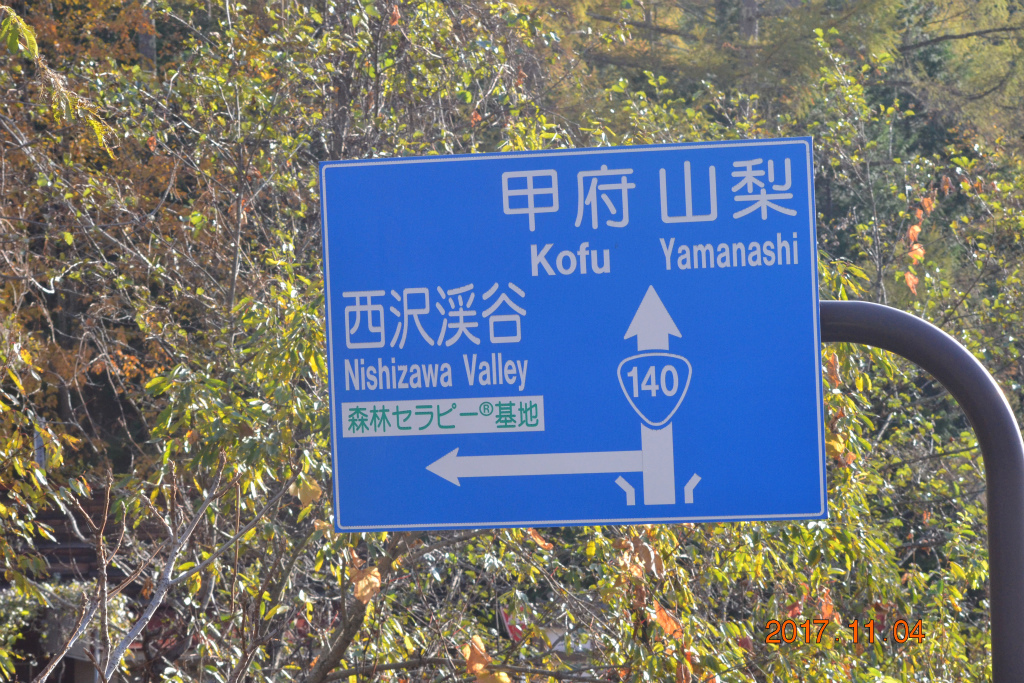 甲府 山梨
Kofu Yamanashi
西沢渓谷
Nishizawa Valley
森林セラピー®基地
140
2017 11 04